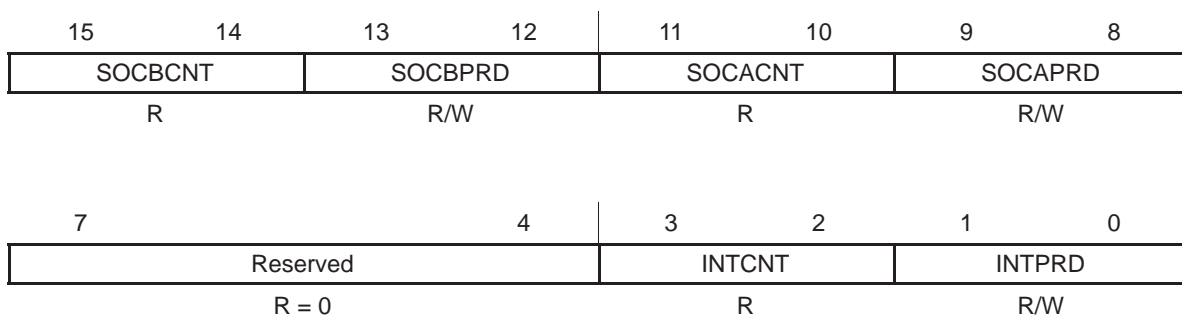 15 14 13 12 11 10 9 8
SOCBCNT SOCBPRD SOCACNT SOCAPRD
R R/W R R/W
7 4 3 2 1 0
Reserved INTCNT INTPRD
R = 0 R R/W